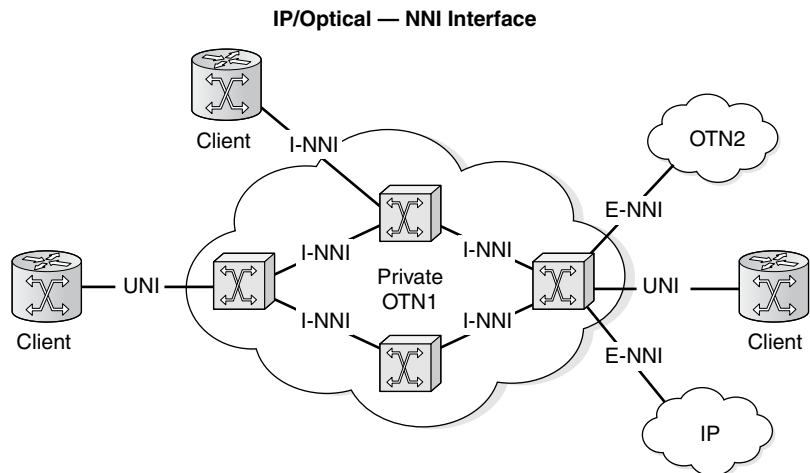 IP/Optical — NNI Interface
Client
I-NNI
OTN2
E-NNI
I-NNI
I-NNI
Private
OTN1
UNI
UNI
Client
I-NNI
I-NNI
Client
E-NNI
IP